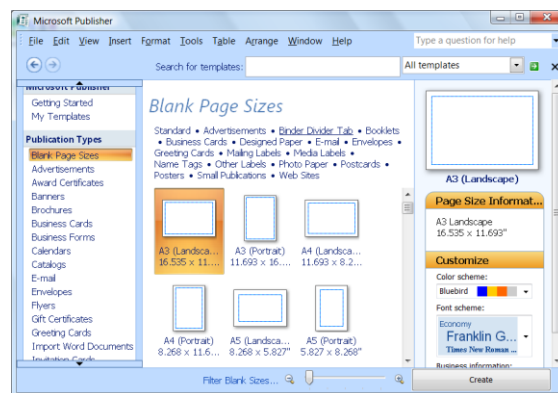 Microsoft Publisher
File Edit View Insert Format Tools Table Arrange Window Help
Type a question for help
Search for templates:
All templates
Microsoft Publisher
Getting Started
My Templates
Publication Types
Blank Page Sizes
Advertisements
Award Certificates
Banners
Brochures
Business Cards
Business Forms
Calendars
Catalogs
E-mail
Envelopes
Flyers
Gift Certificates
Greeting Cards
Import Word Documents
Invitation Cards
Blank Page Sizes
Standard • Advertisements • Binder Divider Tab • Booklets
• Business Cards • Designed Paper • E-mail • Envelopes •
Greeting Cards • Mailing Labels • Media Labels •
Name Tags • Other Labels • Photo Paper • Postcards •
Posters • Small Publications • Web Sites
A3 (Landsca... A3 (Portrait) A4 (Landsca...
16.535 x 11.... 11.693 x 16.... 11.693 x 8.2...
A4 (Portrait) A5 (Landsca... A5 (Portrait)
8.268 x 11.6... 8.268 x 5.827" 5.827 x 8.268"
Filter Blank Sizes...
A3 (Landscape)
Page Size Informat...
A3 Landscape
16.535 x 11.693"
Customize
Color scheme:
Bluebird
Font scheme:
Economy
Franklin G...
Times New Roman ...
Business information:
Create